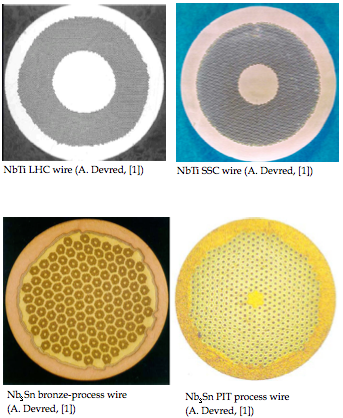 NbTi LHC wire (A. Devred, [1])
NbTi SSC wire (A. Devred, [1])
Nb₃Sn bronze-process wire
(A. Devred, [1])
Nb₃Sn PIT process wire
(A. Devred, [1])